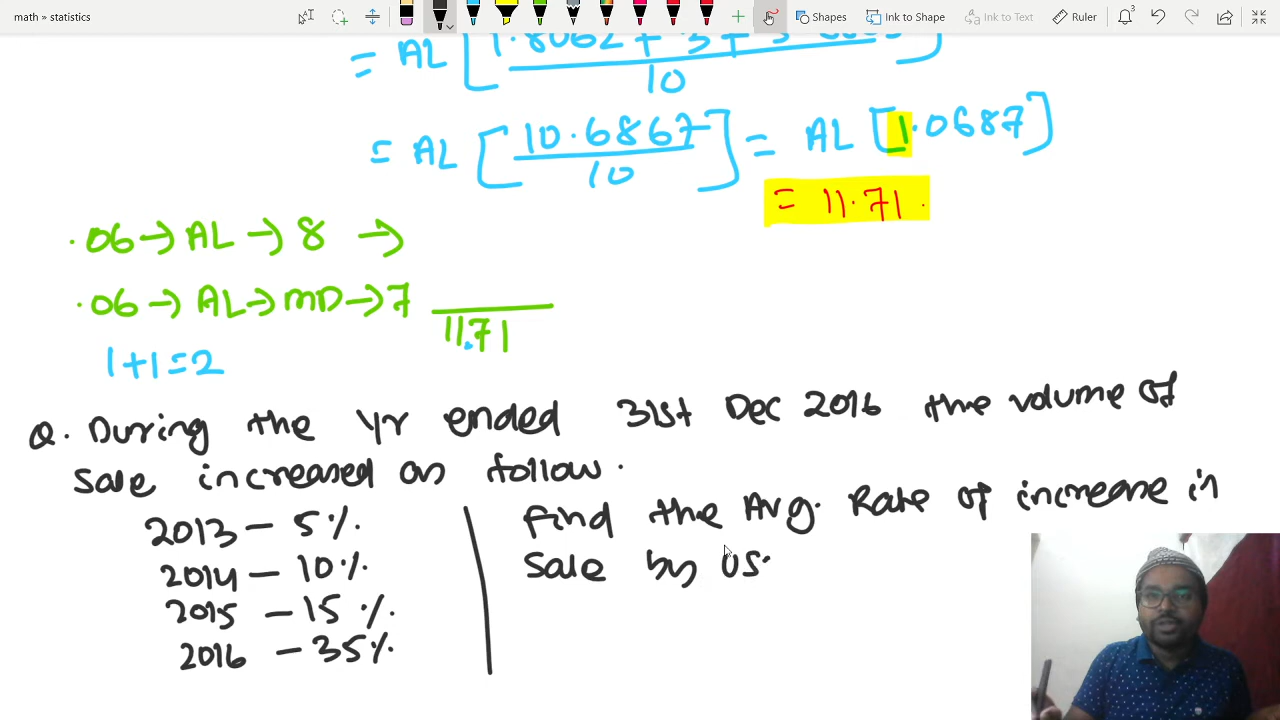 math » statistics
Shapes
Ink to Shape
Ink to Text
Ruler
= AL [
10
= AL [ 10.6867 / 10 ] = AL [1.0687]
= 11.71.
.06 → AL → 8 →
.06 → AL → MD → 7
11.71
1+1=2
Q. During the Yr ended 31st Dec 2016 the volume of
Sale increased as follow.
2013 – 5%.
2014 – 10%.
2015 – 15 %.
2016 – 35%.
Find the Avg. Rate of increase in
Sale by us.